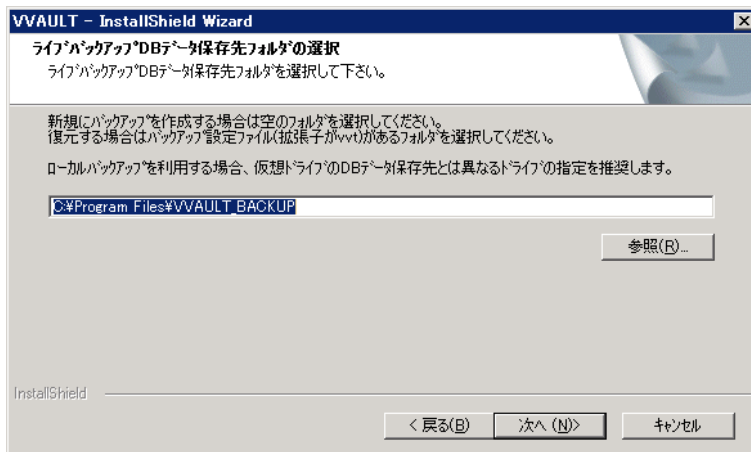 VVAULT - InstallShield Wizard
ﾗｲﾌﾞﾊﾞｯｸｱｯﾌﾟDBﾃﾞｰﾀ保存先ﾌｫﾙﾀﾞの選択
ﾗｲﾌﾞﾊﾞｯｸｱｯﾌﾟDBﾃﾞｰﾀ保存先ﾌｫﾙﾀﾞを選択して下さい。
新規にﾊﾞｯｸｱｯﾌﾟを作成する場合は空のﾌｫﾙﾀﾞを選択してください。
復元する場合はﾊﾞｯｸｱｯﾌﾟ設定ﾌｧｲﾙ(拡張子がvvt)があるﾌｫﾙﾀﾞを選択してください。
ﾛｰｶﾙﾊﾞｯｸｱｯﾌﾟを利用する場合、仮想ﾄﾞﾗｲﾌﾞのDBﾃﾞｰﾀ保存先とは異なるﾄﾞﾗｲﾌﾞの指定を推奨します。
C:¥Program Files¥VVAULT_BACKUP
参照(R)...
InstallShield
< 戻る(B) 次へ (N)> ｷｬﾝｾﾙ